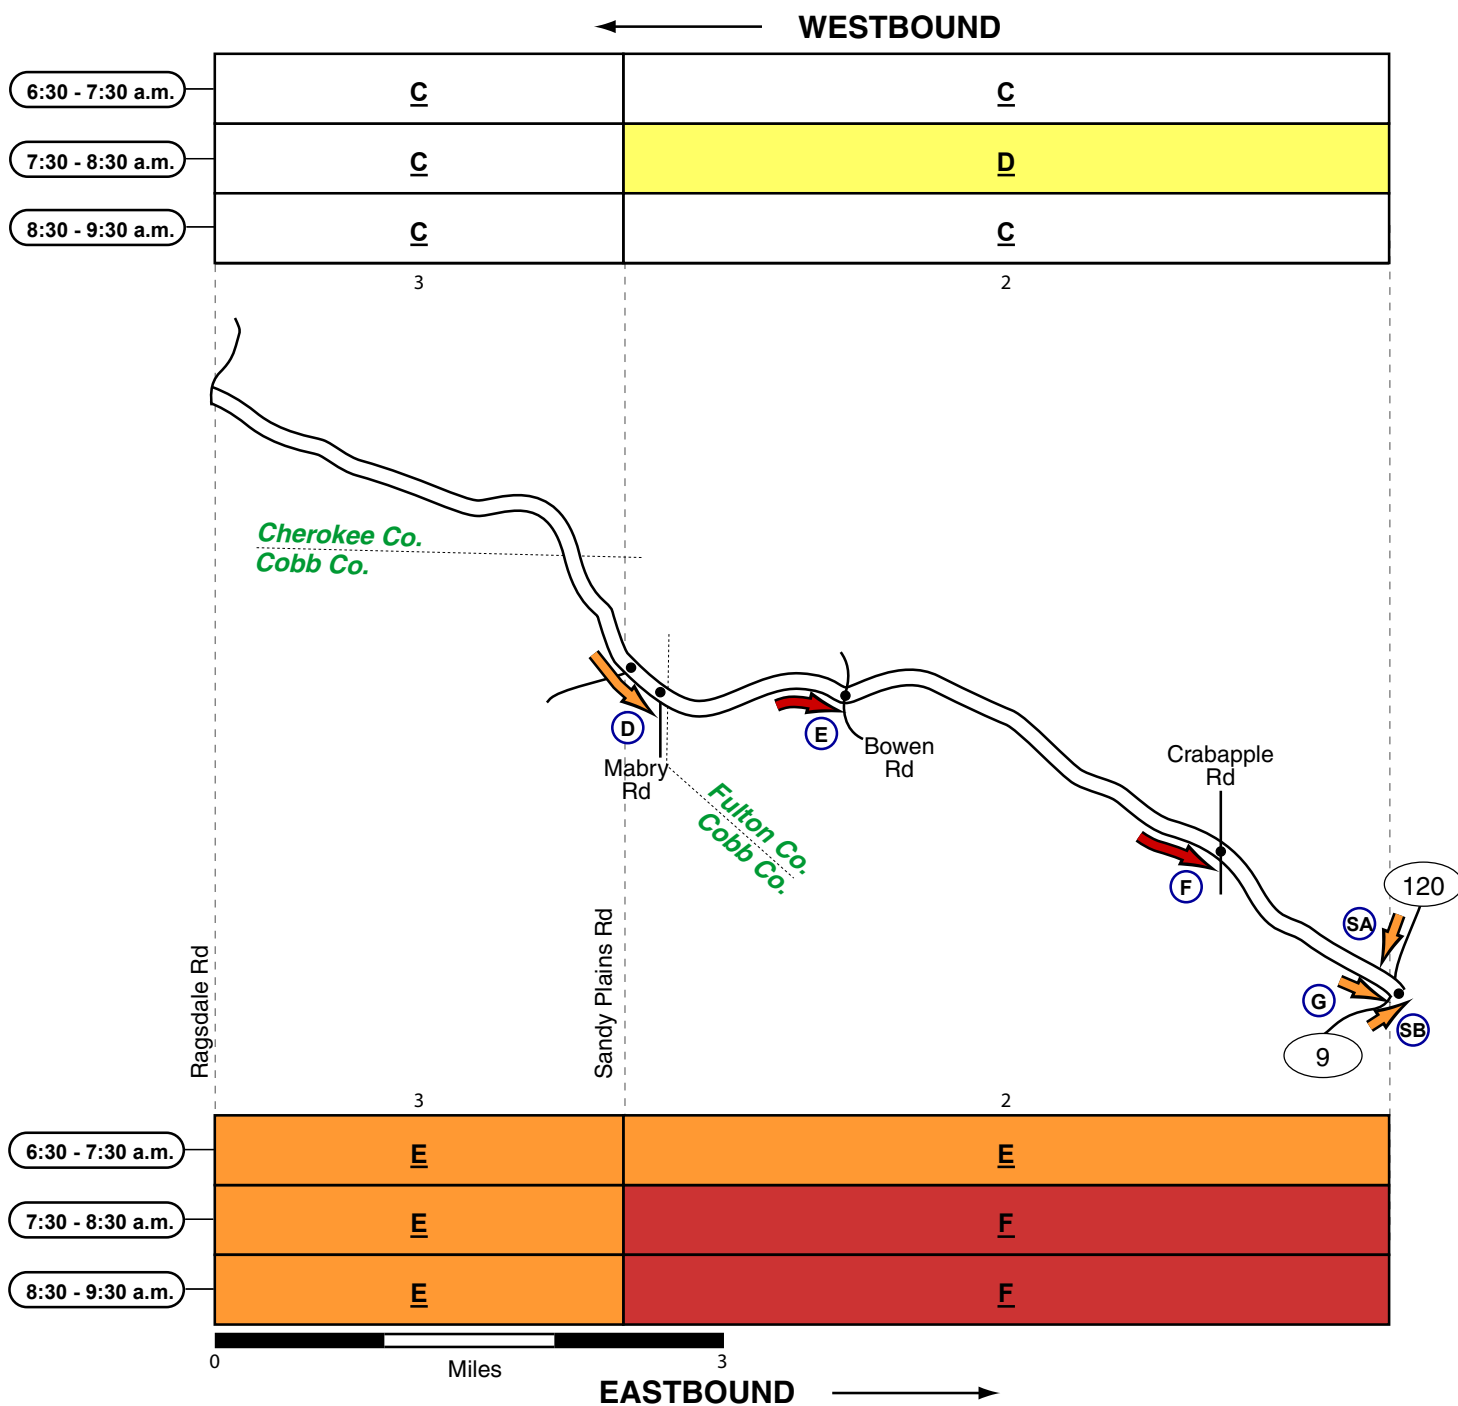 WESTBOUND
6:30 - 7:30 a.m. C C
7:30 - 8:30 a.m. C D
8:30 - 9:30 a.m. C C
3 2
Cherokee Co.
Cobb Co.
D
E
Mabry
Rd
Bowen
Rd
Crabapple
Rd
Fulton Co.
Cobb Co.
F
120
SA
G
SB
9
Ragsdale Rd
Sandy Plains Rd
3 2
6:30 - 7:30 a.m. E E
7:30 - 8:30 a.m. E F
8:30 - 9:30 a.m. E F
0 3
Miles
EASTBOUND